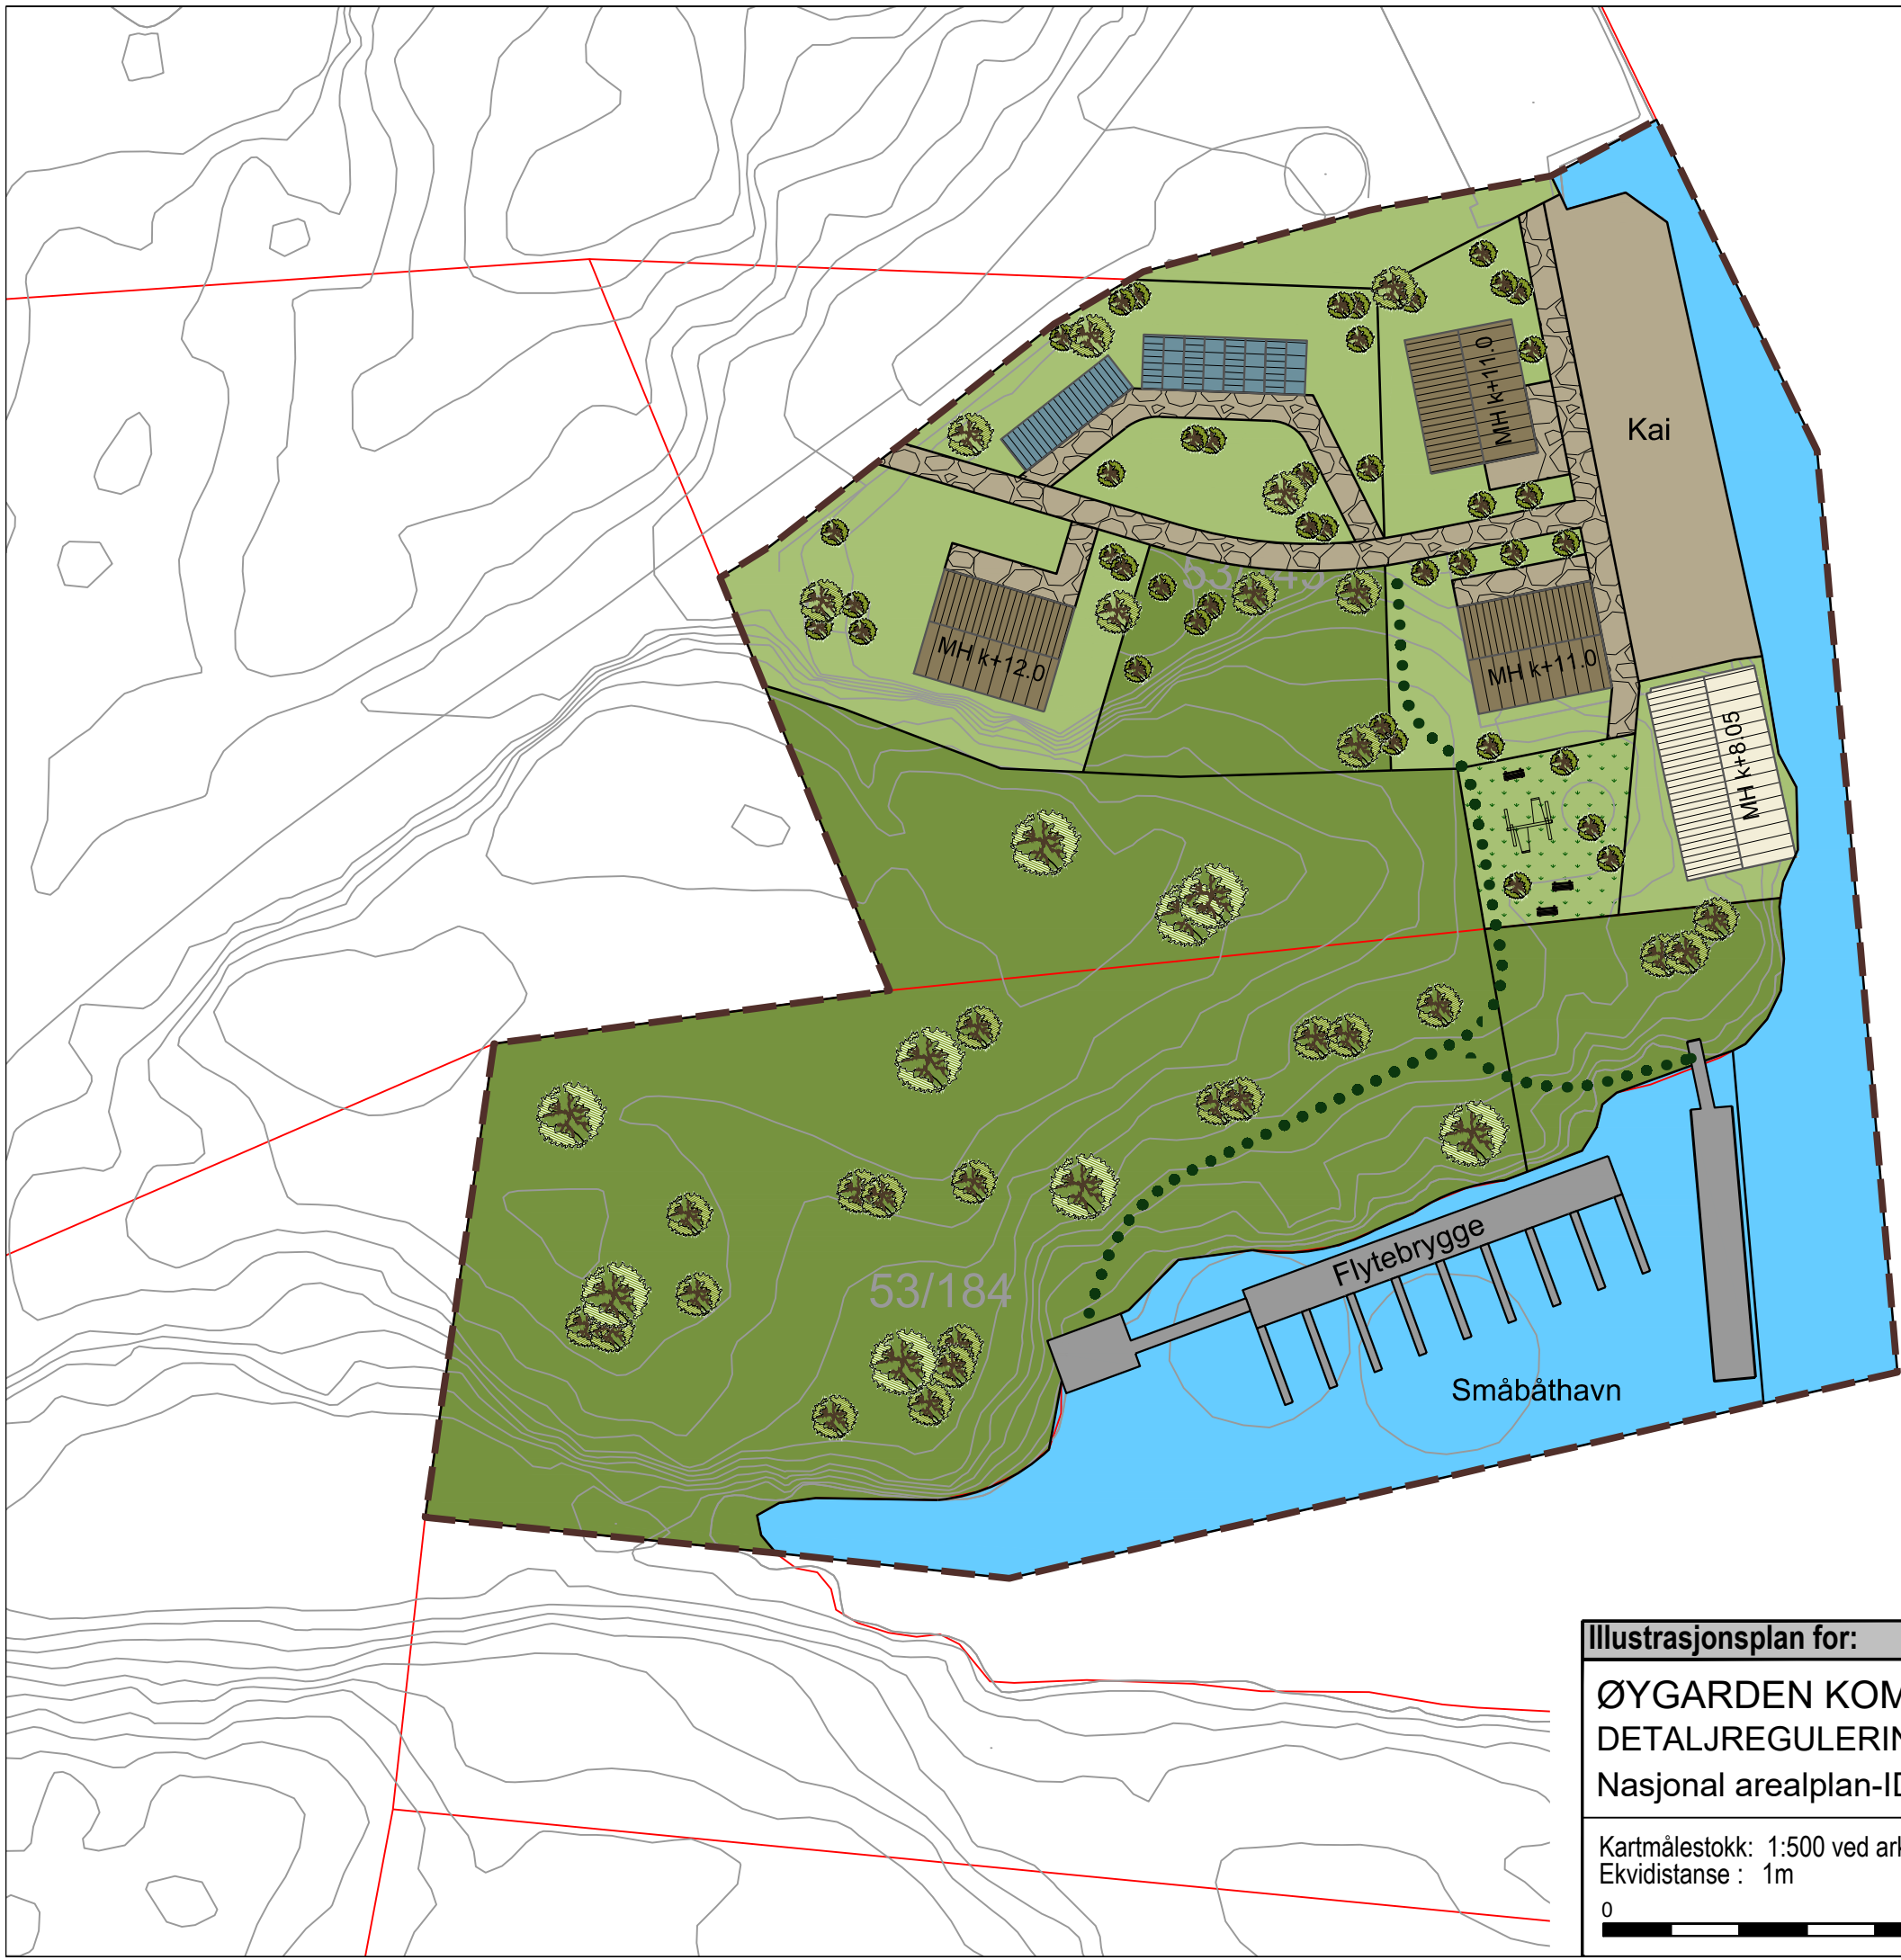 Kai
MH k+11.0
53/
MH k+12.0
MH k+11.0
MH k+8.05
53/184
Flytebrygge
Småbåthavn
Illustrasjonsplan for:
ØYGARDEN KOM
DETALJREGULERIN
Nasjonal arealplan-ID
Kartmålestokk: 1:500 ved ark
Ekvidistanse : 1m
0